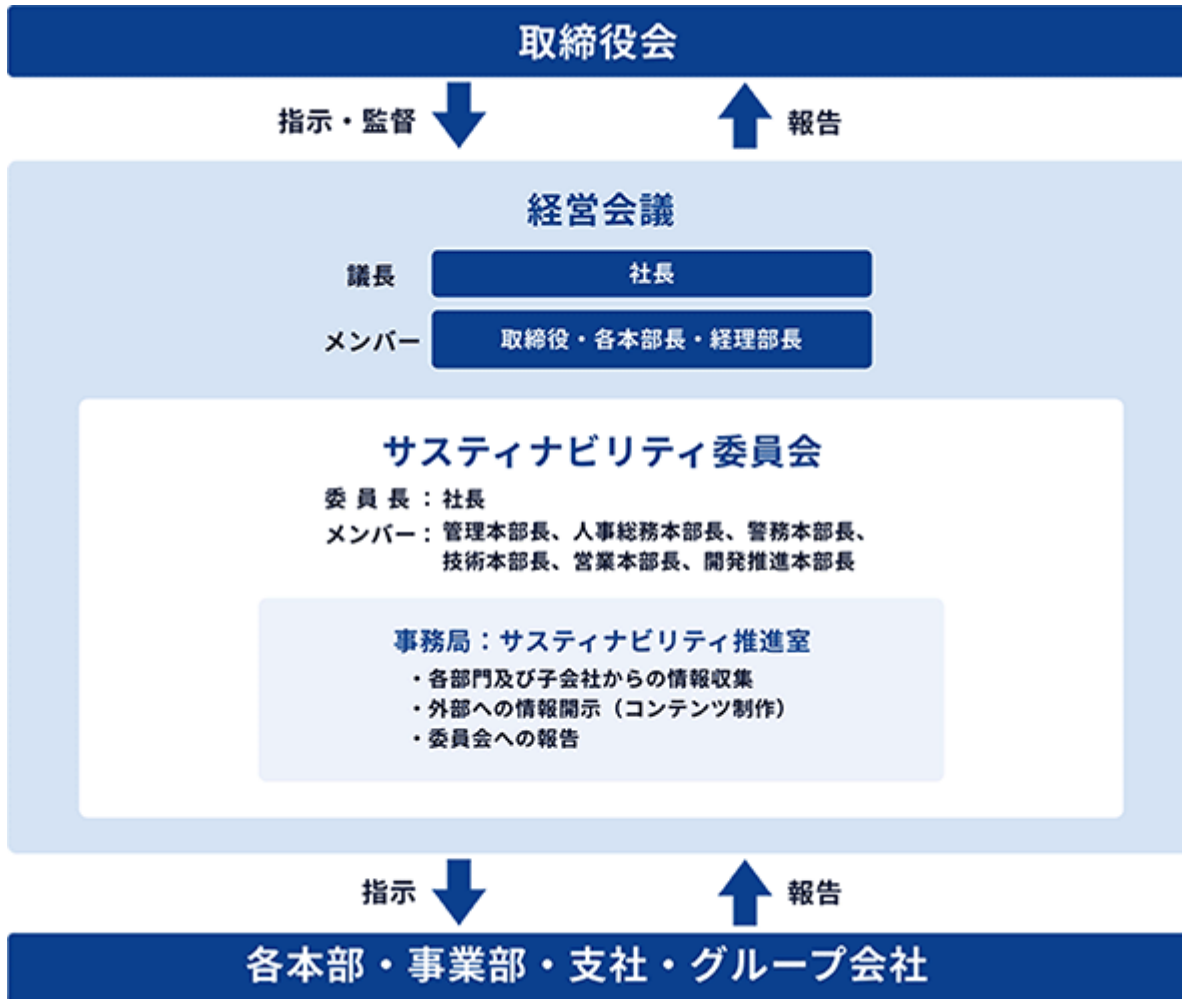 取締役会
指示・監督
報告
経営会議
議長 社長
メンバー 取締役・各本部長・経理部長
サスティナビリティ委員会
委員長：社長
メンバー：管理本部長、人事総務本部長、警務本部長、
技術本部長、営業本部長、開発推進本部長
事務局：サスティナビリティ推進室
・各部門及び子会社からの情報収集
・外部への情報開示（コンテンツ制作）
・委員会への報告
指示
報告
各本部・事業部・支社・グループ会社